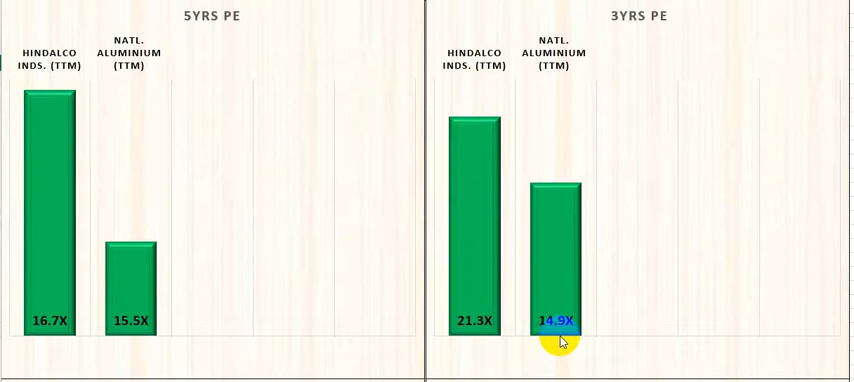 5YRS PE
HINDALCO
INDS. (TTM)
NATL.
ALUMINIUM
(TTM)
16.7X
15.5X
3YRS PE
HINDALCO
INDS. (TTM)
NATL.
ALUMINIUM
(TTM)
21.3X
14.9X